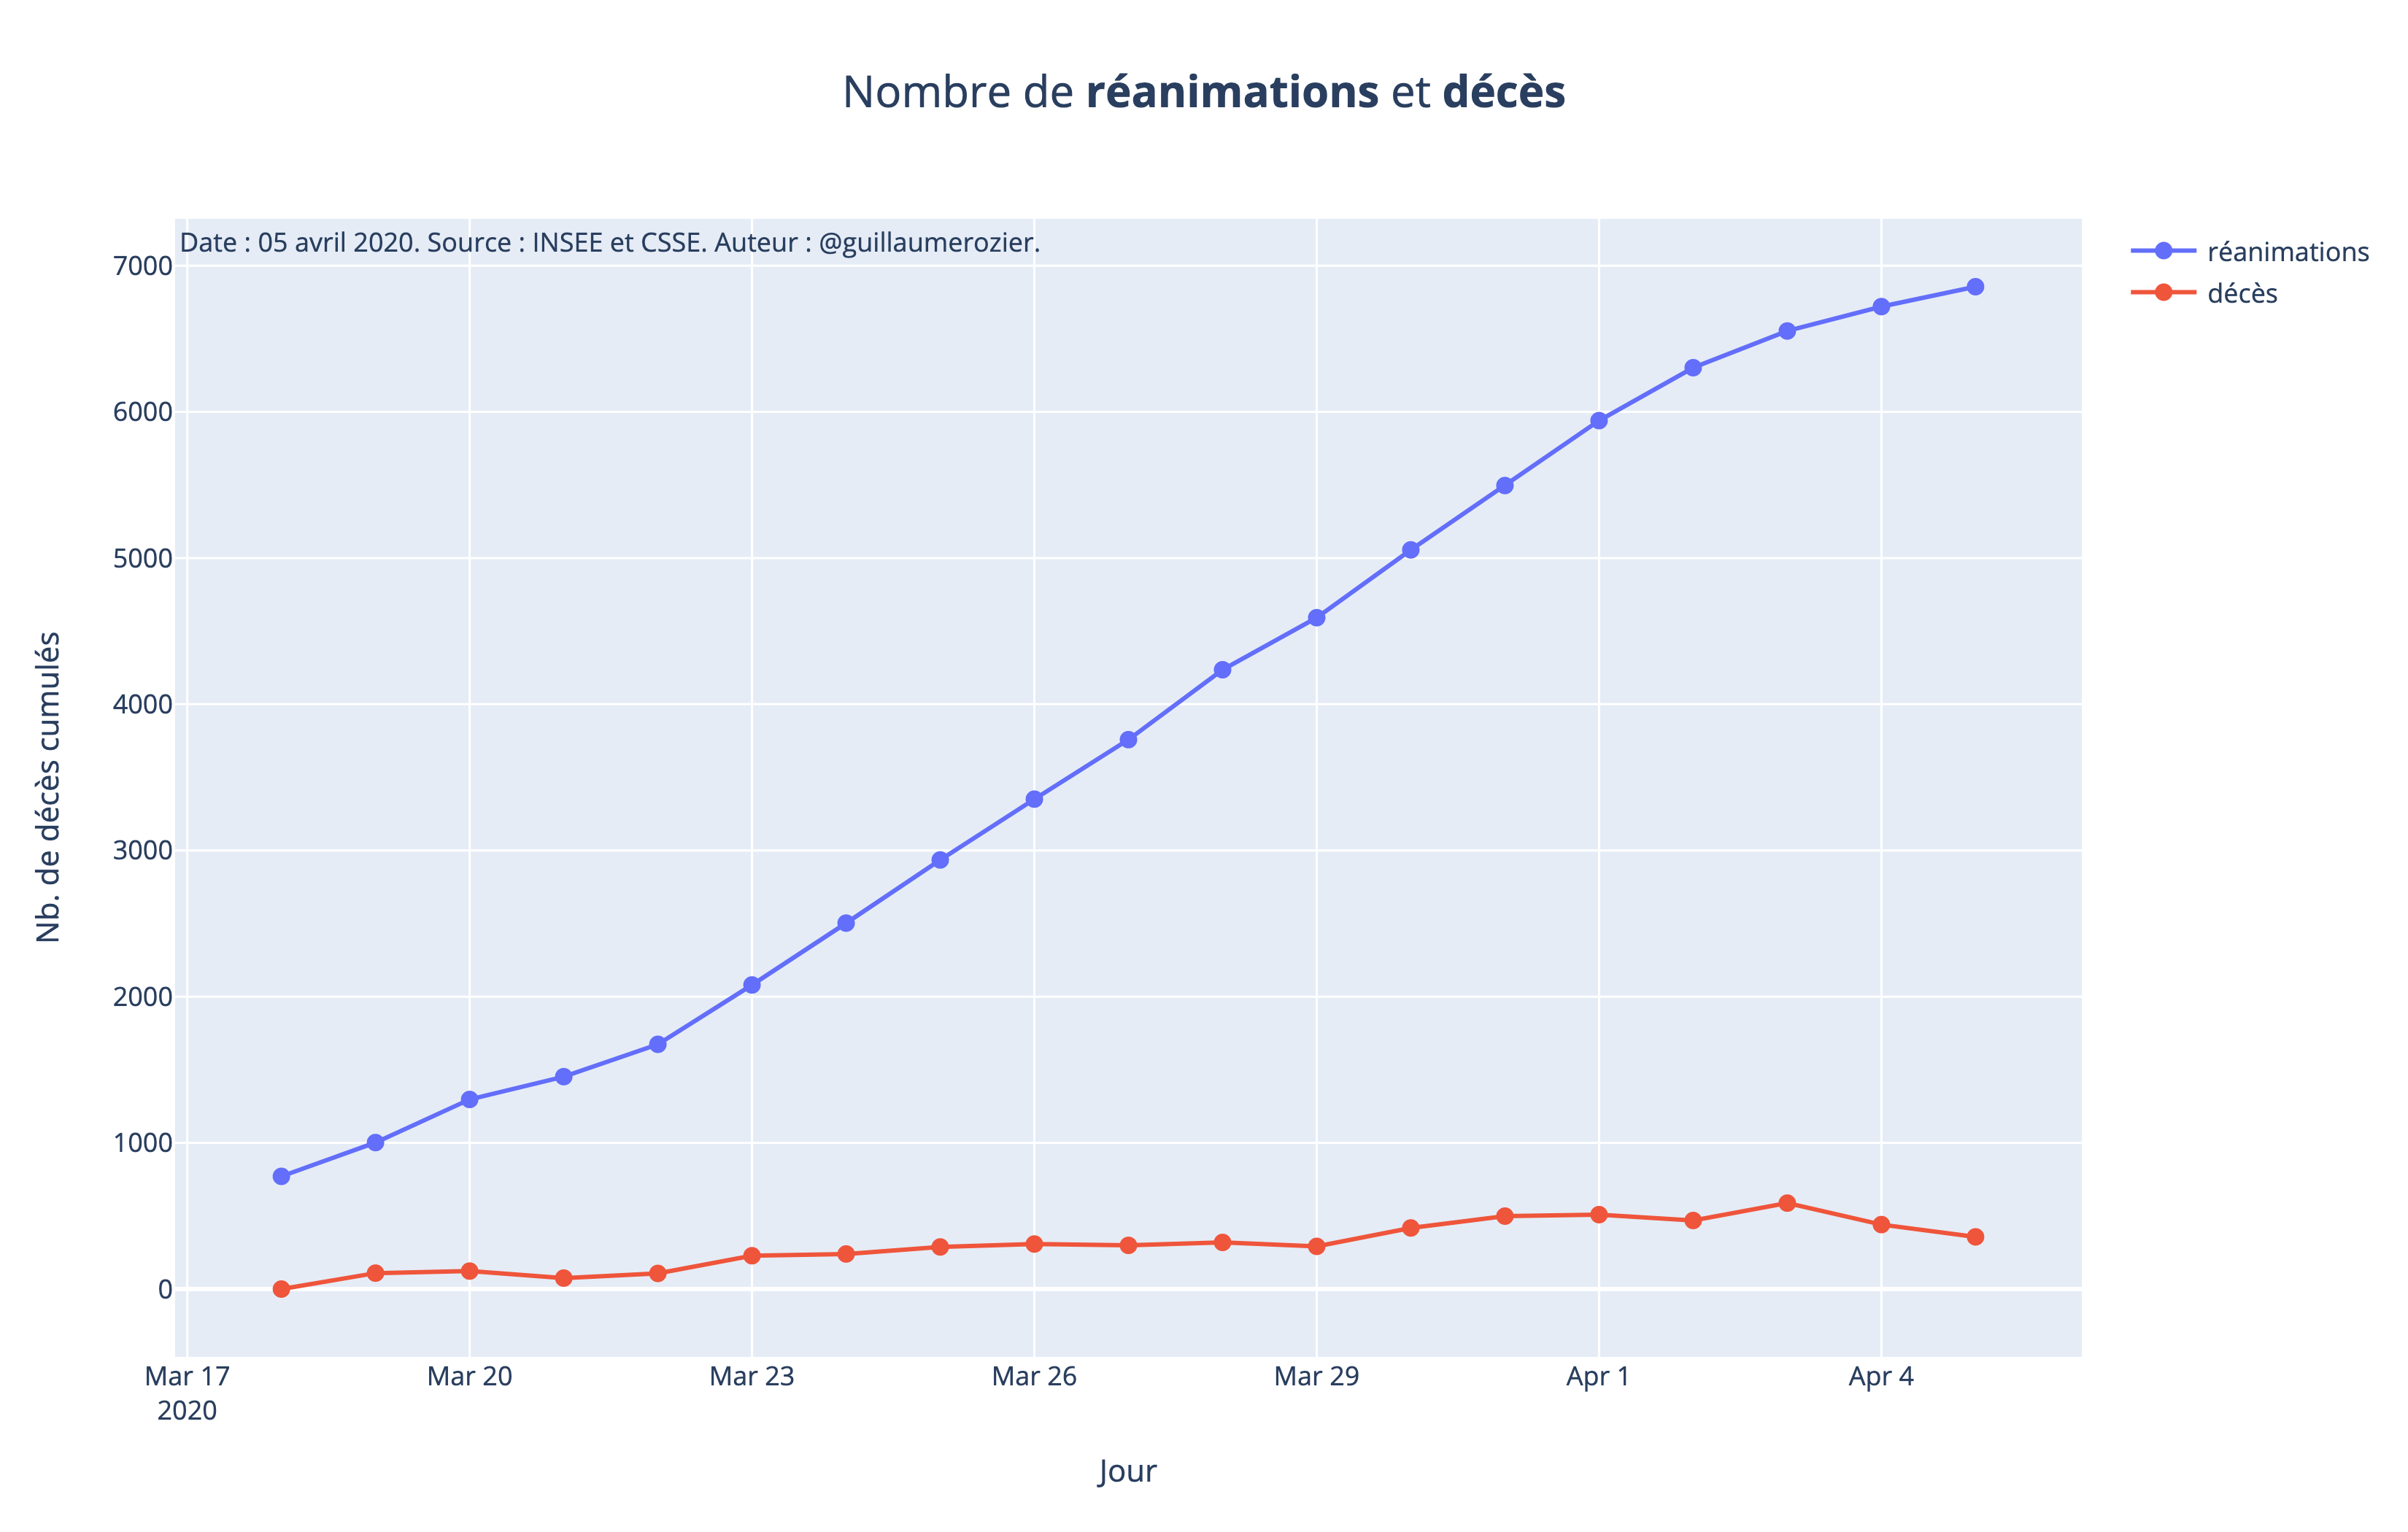 Nombre de réanimations et décès
Date : 05 avril 2020. Source : INSEE et CSSE. Auteur : @guillaumerozier.
réanimations
décès
Nb. de décès cumulés
7000
6000
5000
4000
3000
2000
1000
0
Mar 17 Mar 20 Mar 23 Mar 26 Mar 29 Apr 1 Apr 4
2020
Jour